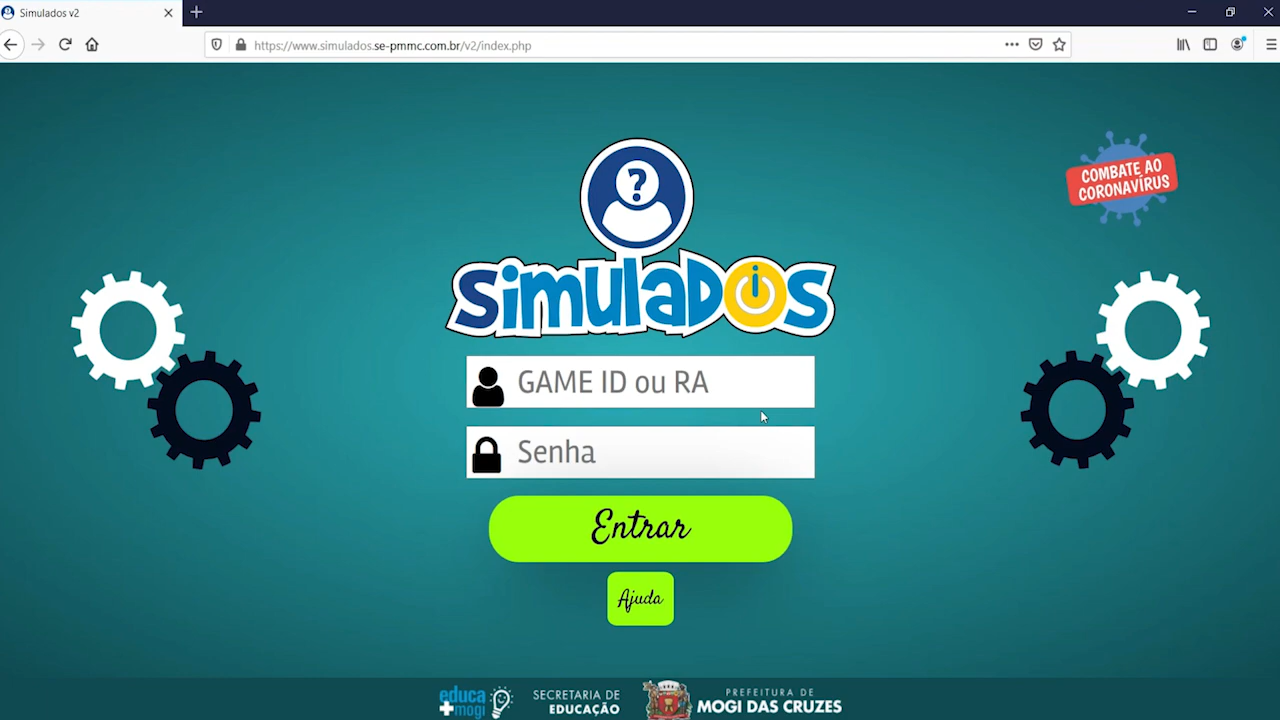 Simulados v2
https://www.simulados.se-pmmc.com.br/v2/index.php
COMBATE AO
CORONAVÍRUS
?
SimulaDos
GAME ID ou RA
Senha
Entrar
Ajuda
educa
+mogi
SECRETARIA DE
EDUCAÇÃO
PREFEITURA DE
MOGI DAS CRUZES